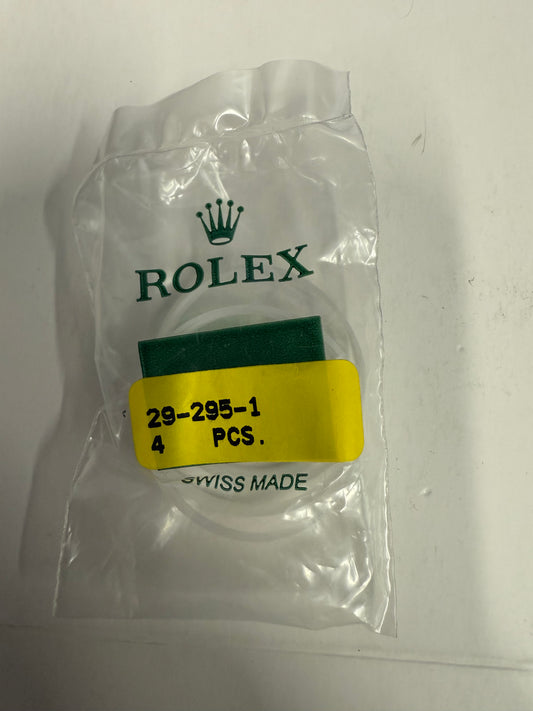 ROLEX
29-295-1
4 PCS.
SWISS MADE